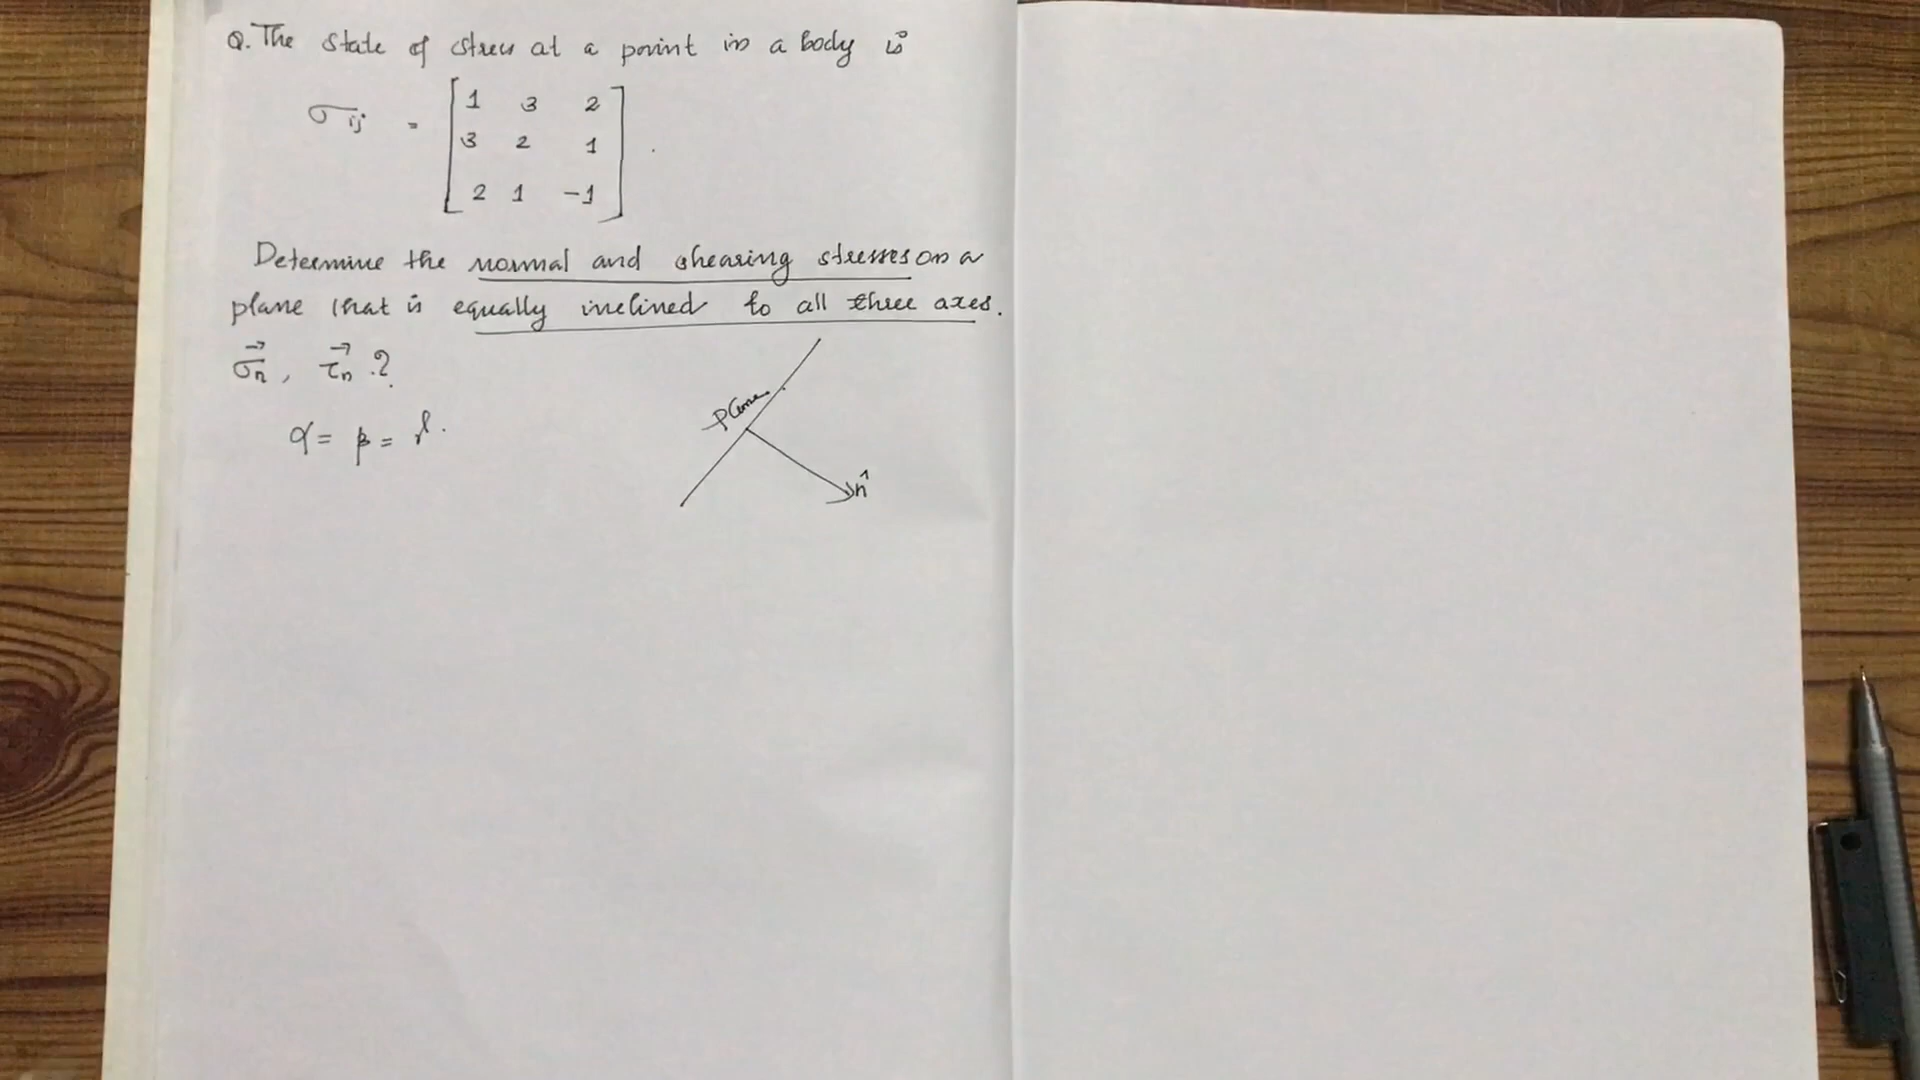 Q. The state of stress at a point in a body is
σij = [1 3 2
3 2 1
2 1 -1].
Determine the normal and shearing stresses on a
plane that is equally inclined to all three axes.
σn→, τn→ ?
α = β = γ.
plane
n̂